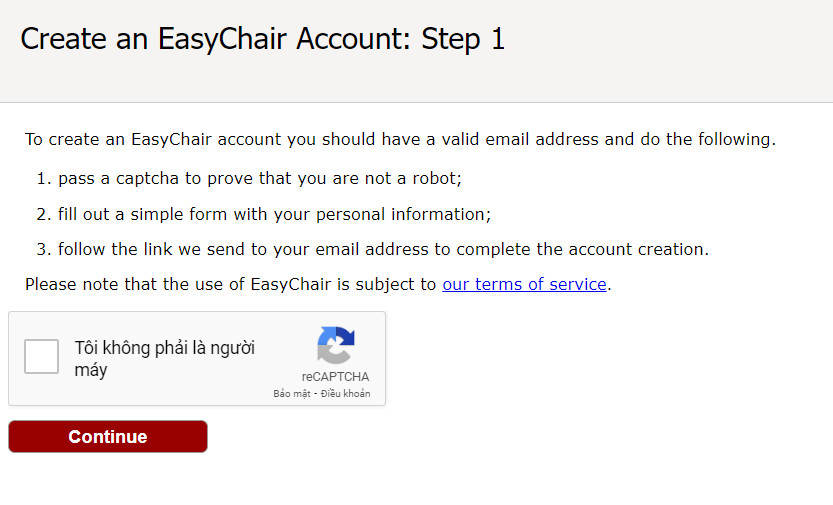 Create an EasyChair Account: Step 1
To create an EasyChair account you should have a valid email address and do the following.
1. pass a captcha to prove that you are not a robot;
2. fill out a simple form with your personal information;
3. follow the link we send to your email address to complete the account creation.
Please note that the use of EasyChair is subject to our terms of service.
Tôi không phải là người
máy
reCAPTCHA
Bảo mật - Điều khoản
Continue